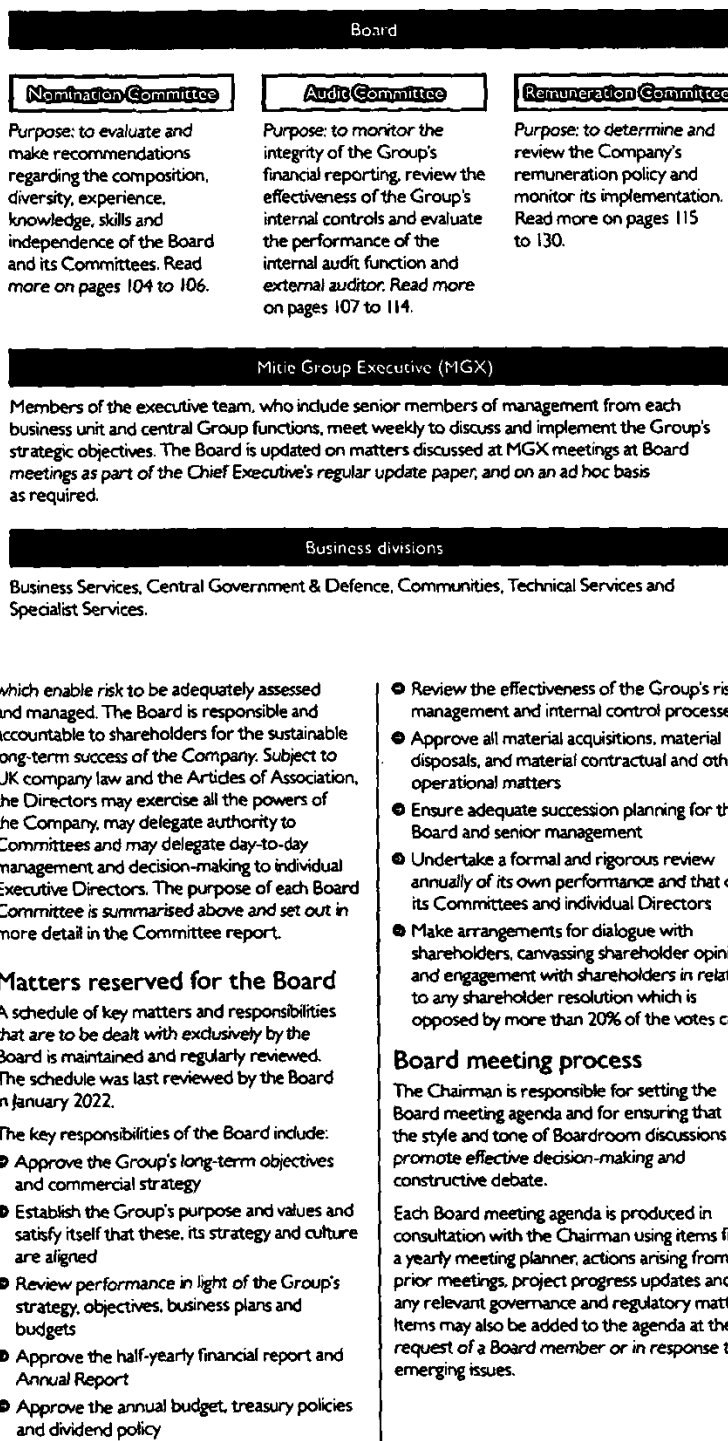 Board
Nomination Committee
Purpose: to evaluate and
make recommendations
regarding the composition,
diversity, experience,
knowledge, skills and
independence of the Board
and its Committees. Read
more on pages 104 to 106.
Audit Committee
Purpose: to monitor the
integrity of the Group's
financial reporting, review the
effectiveness of the Group's
internal controls and evaluate
the performance of the
internal audit function and
external auditor. Read more
on pages 107 to 114.
Remuneration Committee
Purpose: to determine and
review the Company's
remuneration policy and
monitor its implementation.
Read more on pages 115
to 130.
Mitie Group Executive (MGX)
Members of the executive team, who include senior members of management from each
business unit and central Group functions, meet weekly to discuss and implement the Group's
strategic objectives. The Board is updated on matters discussed at MGX meetings at Board
meetings as part of the Chief Executive's regular update paper, and on an ad hoc basis
as required.
Business divisions
Business Services, Central Government & Defence, Communities, Technical Services and
Specialist Services.
which enable risk to be adequately assessed
and managed. The Board is responsible and
accountable to shareholders for the sustainable
long-term success of the Company. Subject to
UK company law and the Articles of Association,
the Directors may exercise all the powers of
the Company, may delegate authority to
Committees and may delegate day-to-day
management and decision-making to individual
Executive Directors. The purpose of each Board
Committee is summarised above and set out in
more detail in the Committee report.
Matters reserved for the Board
A schedule of key matters and responsibilities
that are to be dealt with exclusively by the
Board is maintained and regularly reviewed.
The schedule was last reviewed by the Board
in January 2022.
The key responsibilities of the Board include:
Approve the Group's long-term objectives
and commercial strategy
Establish the Group's purpose and values and
satisfy itself that these, its strategy and culture
are aligned
Review performance in light of the Group's
strategy, objectives, business plans and
budgets
Approve the half-yearly financial report and
Annual Report
Approve the annual budget, treasury policies
and dividend policy
Review the effectiveness of the Group's
management and internal control
Approve all material acquisitions, material
disposals, and material contractual and
operational matters
Ensure adequate succession planning for
Board and senior management
Undertake a formal and rigorous review
annually of its own performance and that
its Committees and individual Directors
Make arrangements for dialogue with
shareholders, canvassing shareholder
and engagement with shareholders in
to any shareholder resolution which is
opposed by more than 20% of the votes
Board meeting process
The Chairman is responsible for setting the
Board meeting agenda and for ensuring that
the style and tone of Boardroom discussions
promote effective decision-making and
constructive debate.
Each Board meeting agenda is produced in
consultation with the Chairman using items
a yearly meeting planner, actions arising from
prior meetings, project progress updates and
any relevant governance and regulatory
Items may also be added to the agenda at the
request of a Board member or in response
emerging issues.